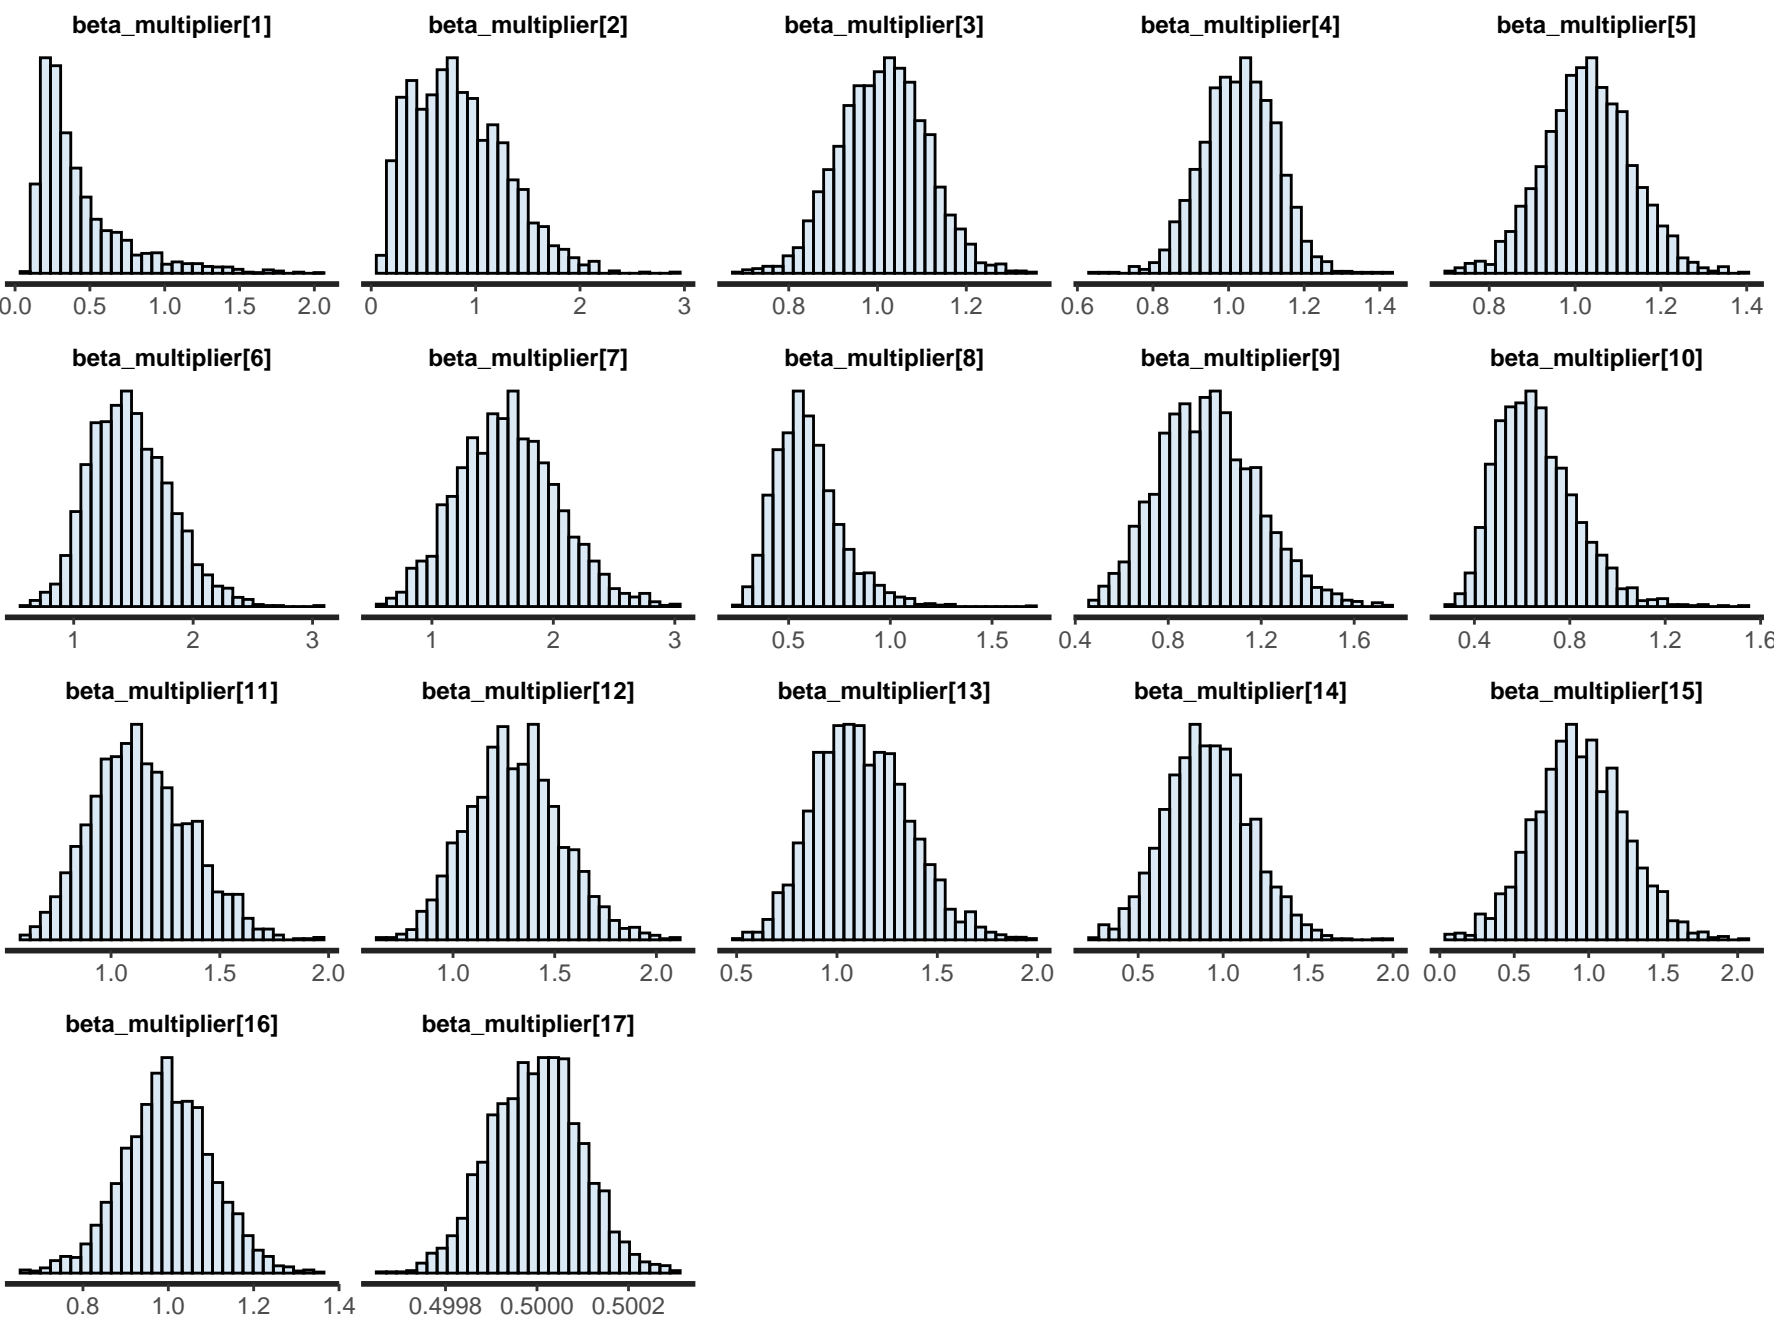 beta_multiplier[1] beta_multiplier[2] beta_multiplier[3] beta_multiplier[4] beta_multiplier[5]
0.0 0.5 1.0 1.5 2.0 0 1 2 3 0.8 1.0 1.2 0.6 0.8 1.0 1.2 1.4 0.8 1.0 1.2 1.4
beta_multiplier[6] beta_multiplier[7] beta_multiplier[8] beta_multiplier[9] beta_multiplier[10]
1 2 3 1 2 3 0.5 1.0 1.5 0.4 0.8 1.2 1.6 0.4 0.8 1.2 1.6
beta_multiplier[11] beta_multiplier[12] beta_multiplier[13] beta_multiplier[14] beta_multiplier[15]
1.0 1.5 2.0 1.0 1.5 2.0 0.5 1.0 1.5 2.0 0.5 1.0 1.5 2.0 0.0 0.5 1.0 1.5 2.0
beta_multiplier[16] beta_multiplier[17]
0.8 1.0 1.2 1.4 0.4998 0.5000 0.5002